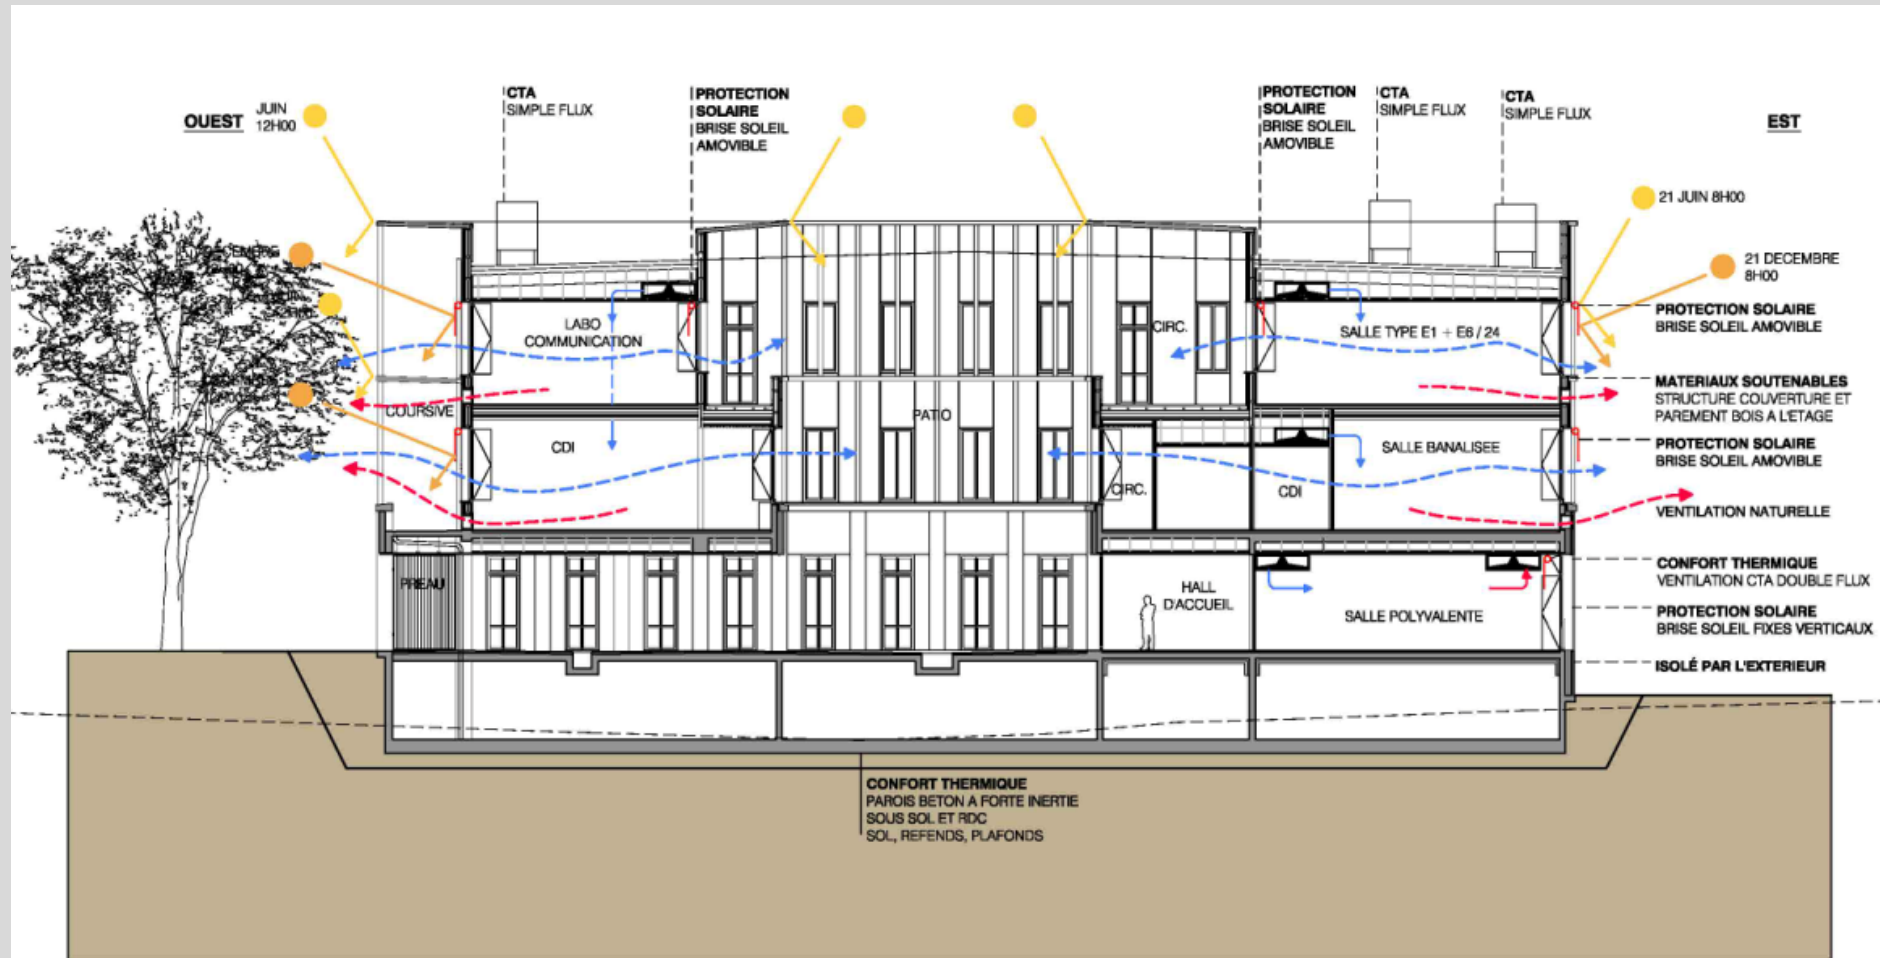 OUEST
JUIN
12H00
CTA
SIMPLE FLUX
PROTECTION
SOLAIRE
BRISE SOLEIL
AMOVIBLE
PROTECTION
SOLAIRE
BRISE SOLEIL
AMOVIBLE
CTA
SIMPLE FLUX
CTA
SIMPLE FLUX
EST
21 JUIN 8H00
21 DECEMBRE
8H00
PROTECTION SOLAIRE
BRISE SOLEIL AMOVIBLE
LABO
COMMUNICATION
CIRC.
SALLE TYPE E1 + E6 / 24
MATERIAUX SOUTENABLES
STRUCTURE COUVERTURE ET
PAREMENT BOIS A L'ETAGE
COURSIVE
PATIO
CDI
CIRC.
CDI
SALLE BANALISEE
PROTECTION SOLAIRE
BRISE SOLEIL AMOVIBLE
VENTILATION NATURELLE
PREAU
HALL
D'ACCUEIL
SALLE POLYVALENTE
CONFORT THERMIQUE
VENTILATION CTA DOUBLE FLUX
PROTECTION SOLAIRE
BRISE SOLEIL FIXES VERTICAUX
ISOLÉ PAR L'EXTERIEUR
CONFORT THERMIQUE
PAROIS BETON A FORTE INERTIE
SOUS SOL ET RDC
SOL, REFENDS, PLAFONDS